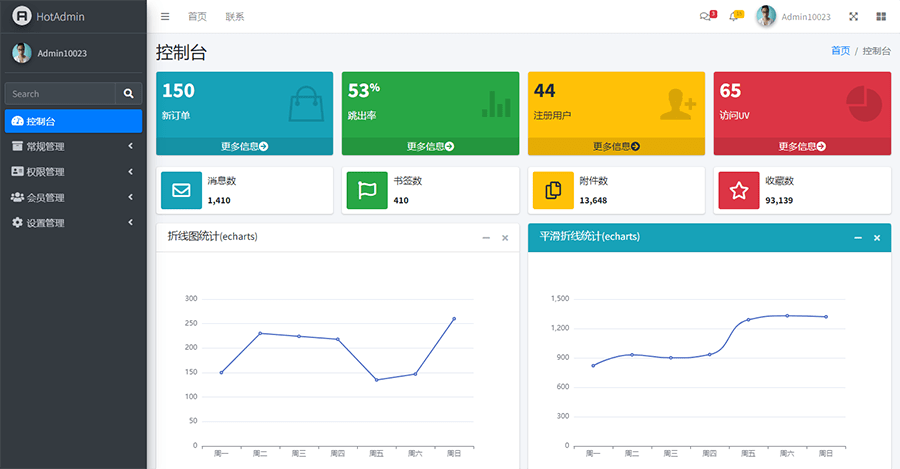 HotAdmin
首页 联系
3 15 Admin10023
Admin10023
Search
控制台
常规管理
权限管理
会员管理
设置管理
控制台
首页 / 控制台
150
新订单
更多信息
53%
跳出率
更多信息
44
注册用户
更多信息
65
访问UV
更多信息
消息数
1,410
书签数
410
附件数
13,648
收藏数
93,139
折线图统计(echarts)
300
250
200
150
100
50
0
周一 周二 周三 周四 周五 周六 周日
平滑折线统计(echarts)
1,500
1,200
900
600
300
0
周一 周二 周三 周四 周五 周六 周日